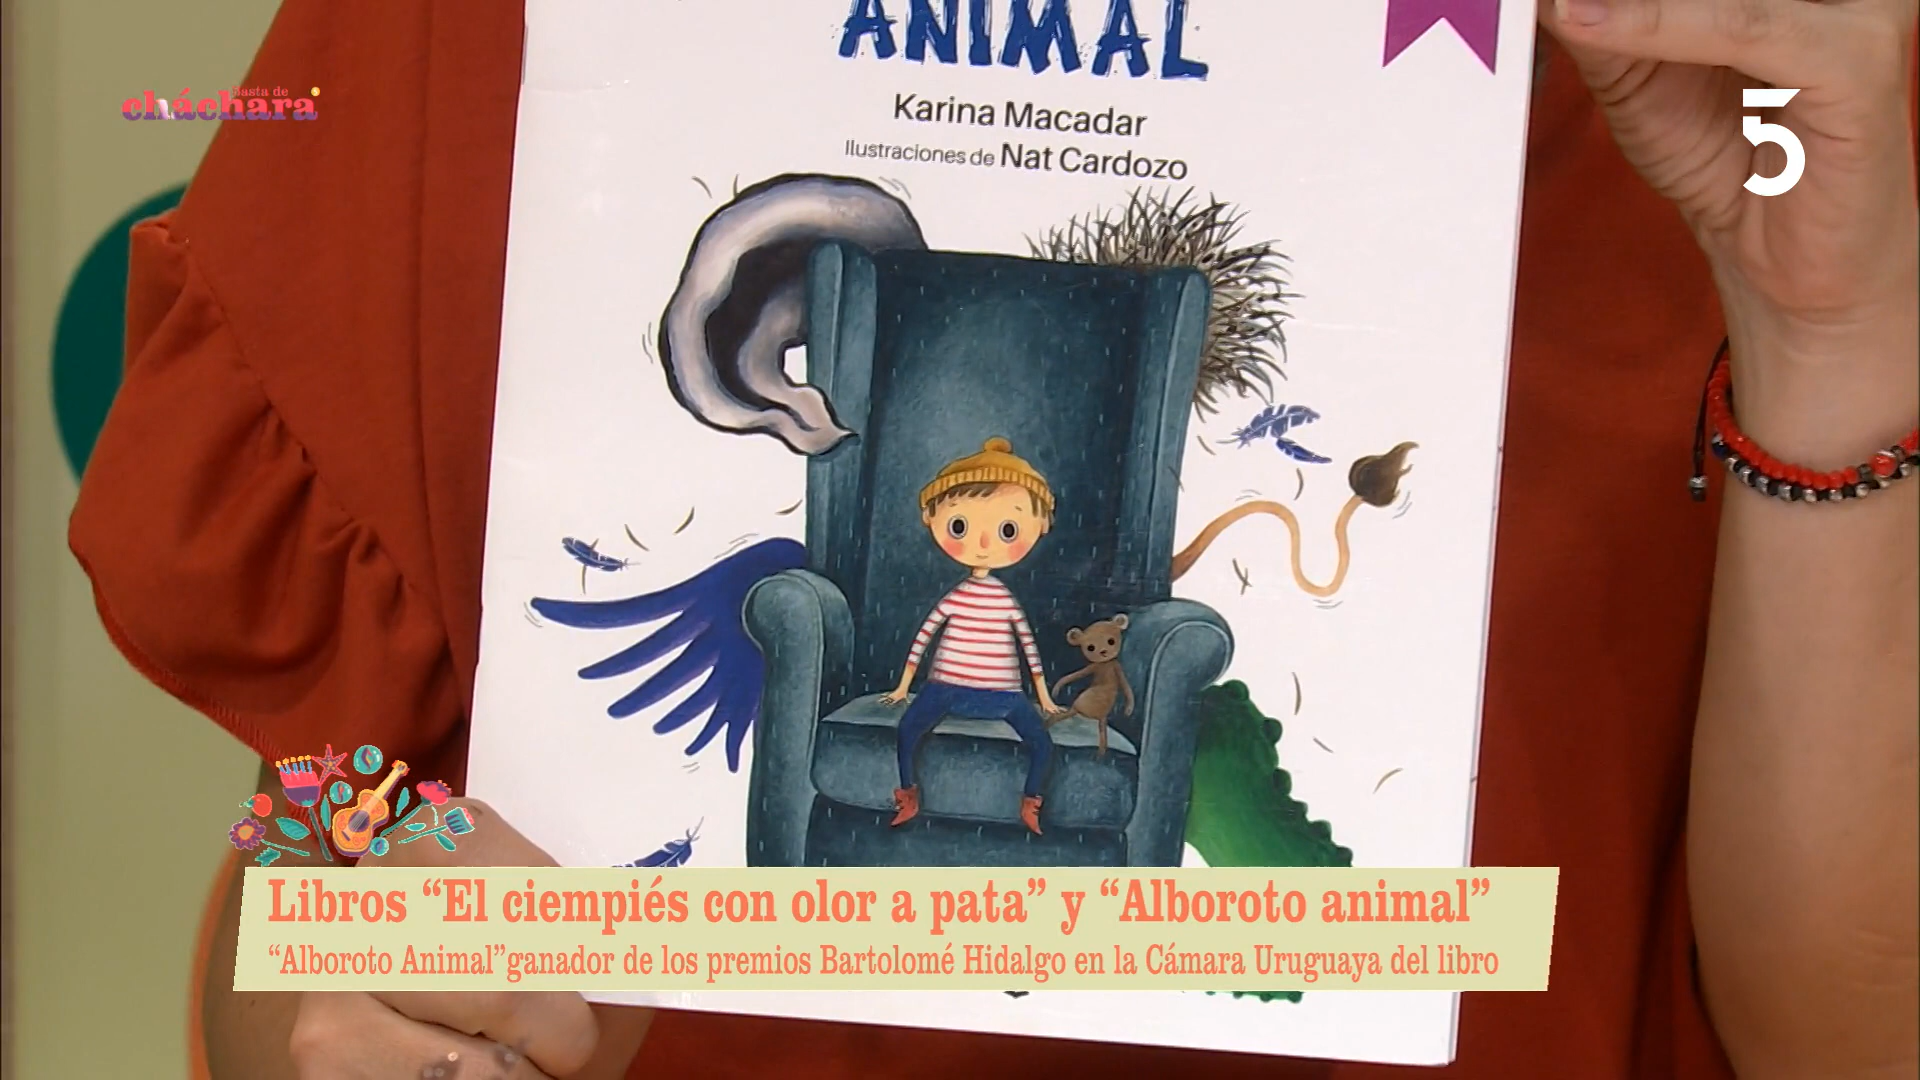 ANIMAL
Karina Macadar
Ilustraciones de Nat Cardozo
basta de
cháchara
5
Libros “El ciempiés con olor a pata” y “Alboroto animal”
“Alboroto Animal”ganador de los premios Bartolomé Hidalgo en la Cámara Uruguaya del libro